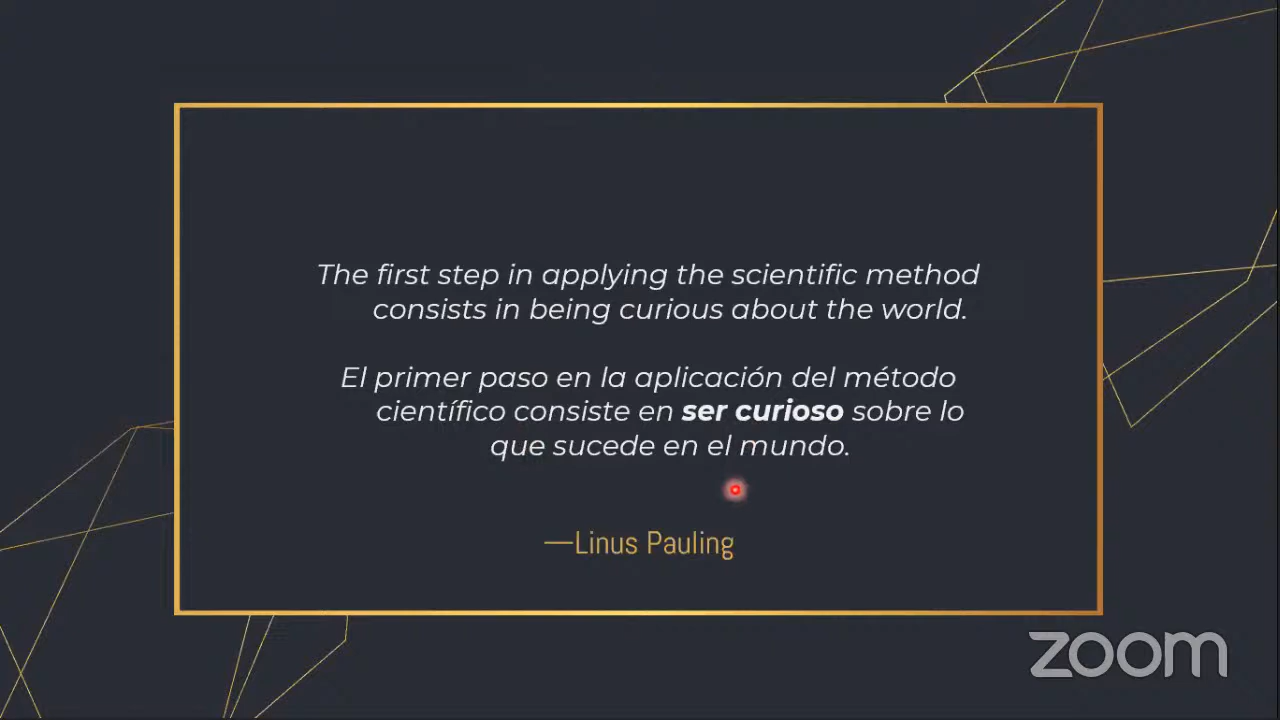 The first step in applying the scientific method
consists in being curious about the world.
El primer paso en la aplicación del método
científico consiste en ser curioso sobre lo
que sucede en el mundo.
—Linus Pauling
zoom